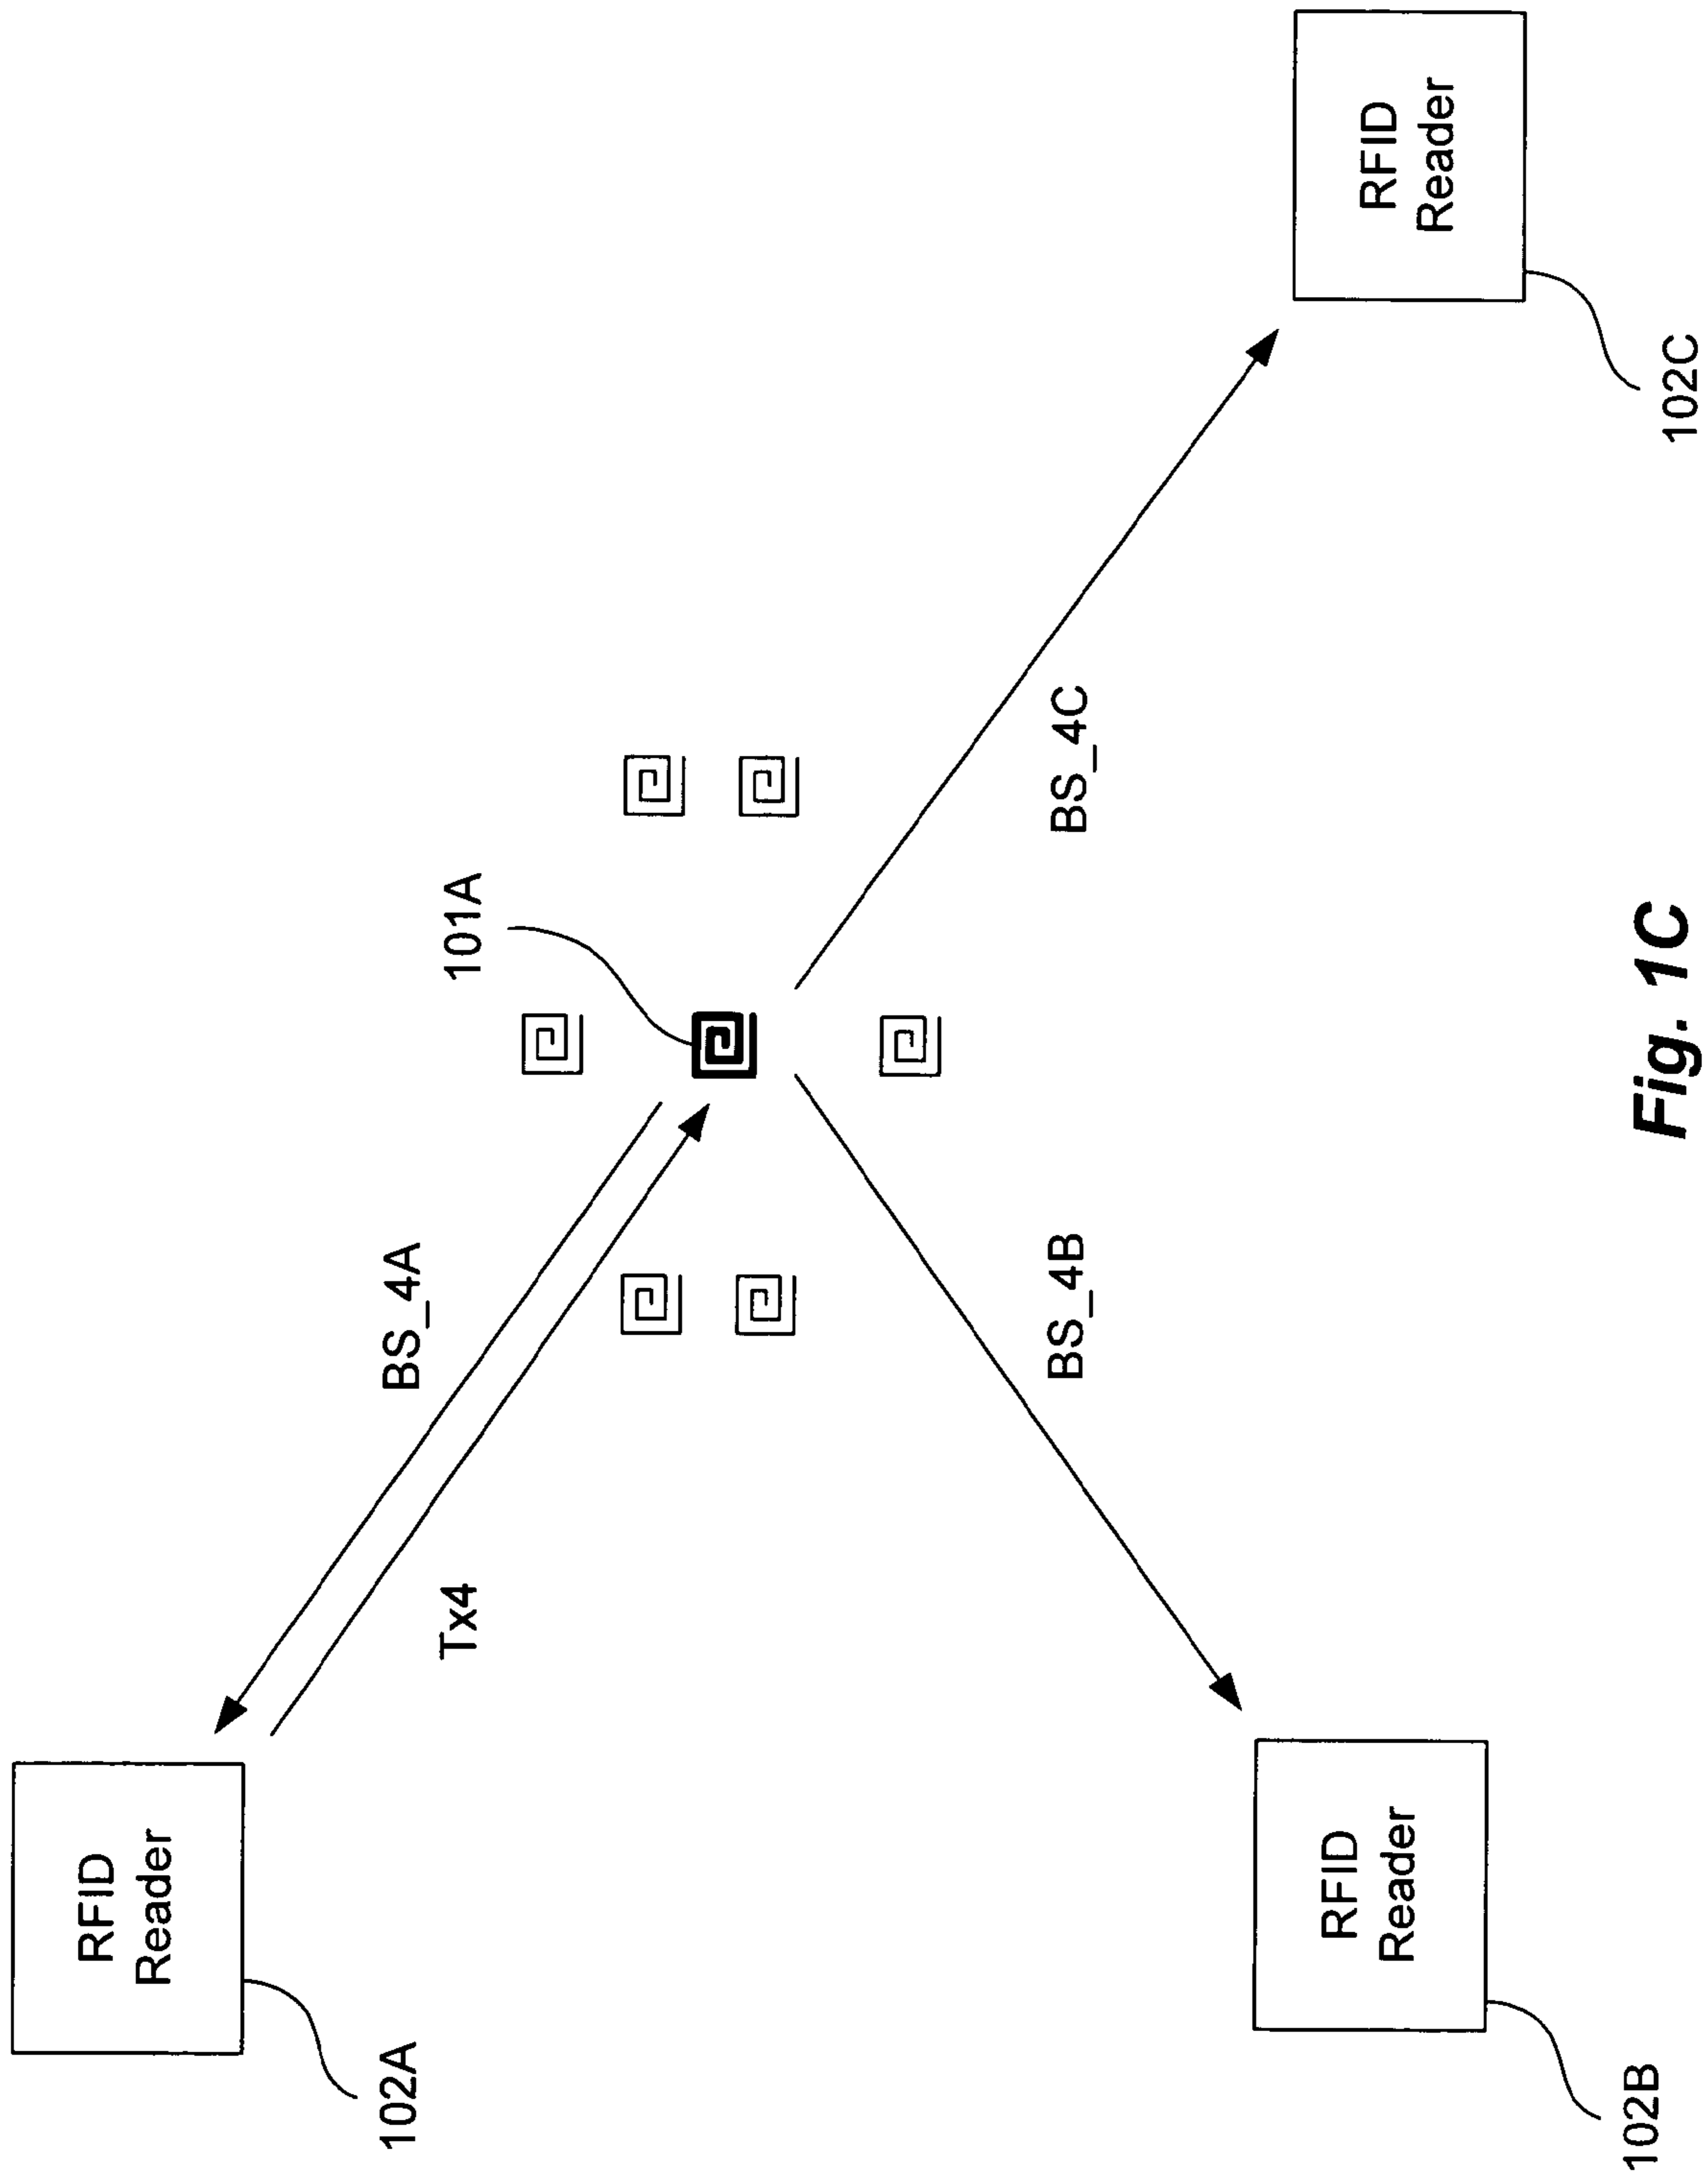 RFID
Reader
102A
BS_4A
Tx4
101A
BS_4B
BS_4C
RFID
Reader
102B
RFID
Reader
102C
Fig. 1C